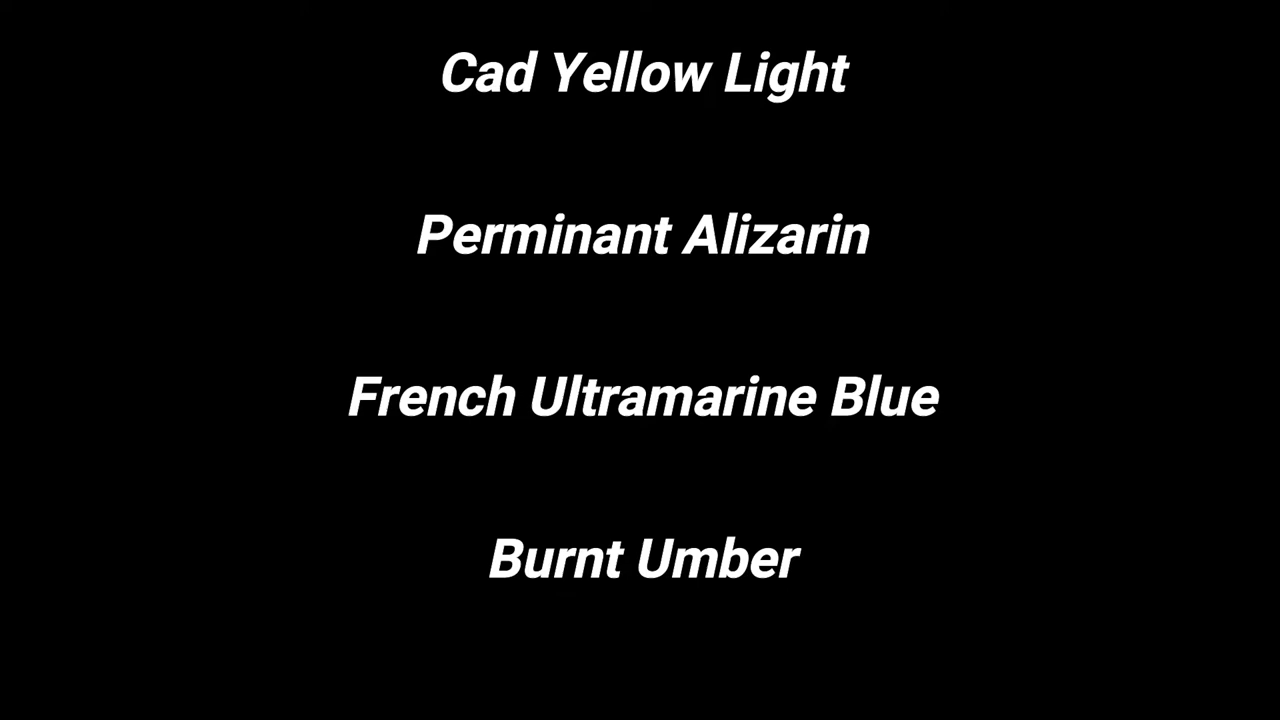 Cad Yellow Light
Perminant Alizarin
French Ultramarine Blue
Burnt Umber